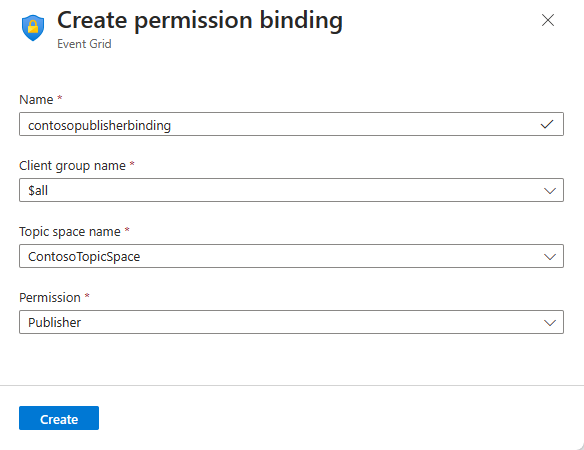 Create permission binding
Event Grid
Name *
contosopublisherbinding
Client group name *
$all
Topic space name *
ContosoTopicSpace
Permission *
Publisher
Create